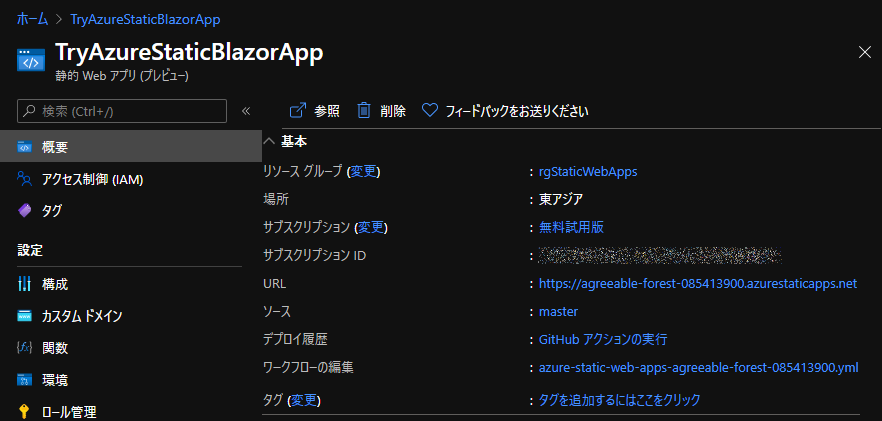 ホーム > TryAzureStaticBlazorApp
TryAzureStaticBlazorApp
静的 Web アプリ (プレビュー)
検索 (Ctrl+/)
参照 削除 フィードバックをお送りください
概要
アクセス制御 (IAM)
タグ
設定
構成
カスタム ドメイン
関数
環境
ロール管理
基本
リソース グループ (変更) : rgStaticWebApps
場所 : 東アジア
サブスクリプション (変更) : 無料試用版
サブスクリプション ID :
URL : https://agreeable-forest-085413900.azurestaticapps.net
ソース : master
デプロイ履歴 : GitHub アクションの実行
ワークフローの編集 : azure-static-web-apps-agreeable-forest-085413900.yml
タグ (変更) : タグを追加するにはここをクリック